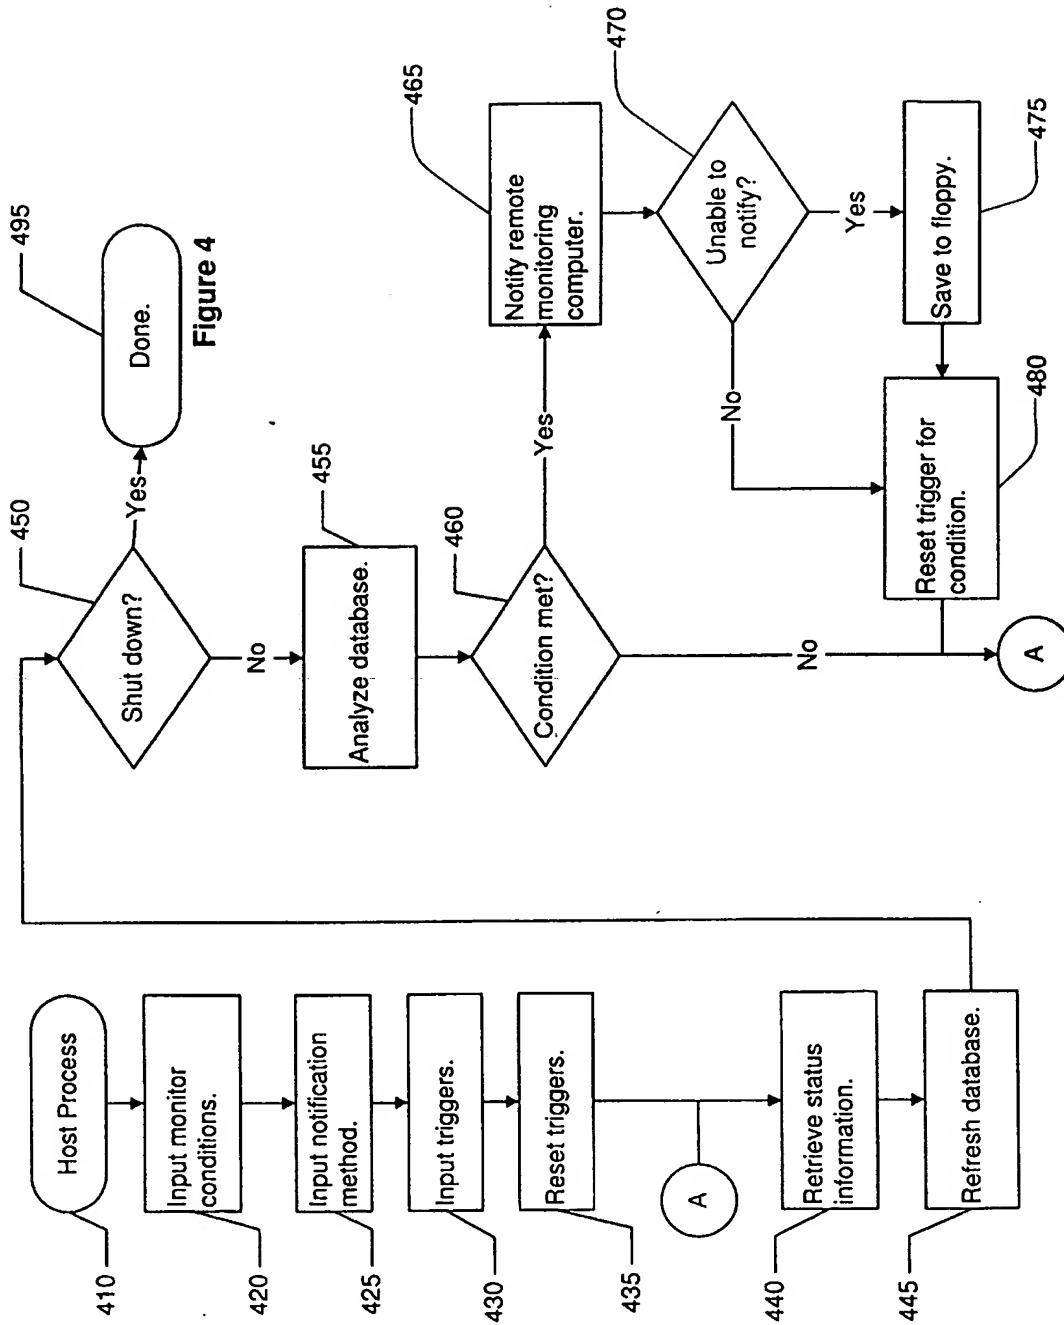 Host Process
410
Input monitor
conditions.
420
Input notification
method.
425
Input triggers.
430
Reset triggers.
435
A
Retrieve status
information.
440
Refresh database.
445
Shut down?
450
Yes
Done.
495
No
Analyze database.
455
Condition met?
460
Yes
No
Notify remote
monitoring
computer.
465
Unable to
notify?
470
No
Yes
Save to floppy.
475
Reset trigger for
condition.
480
A
Figure 4